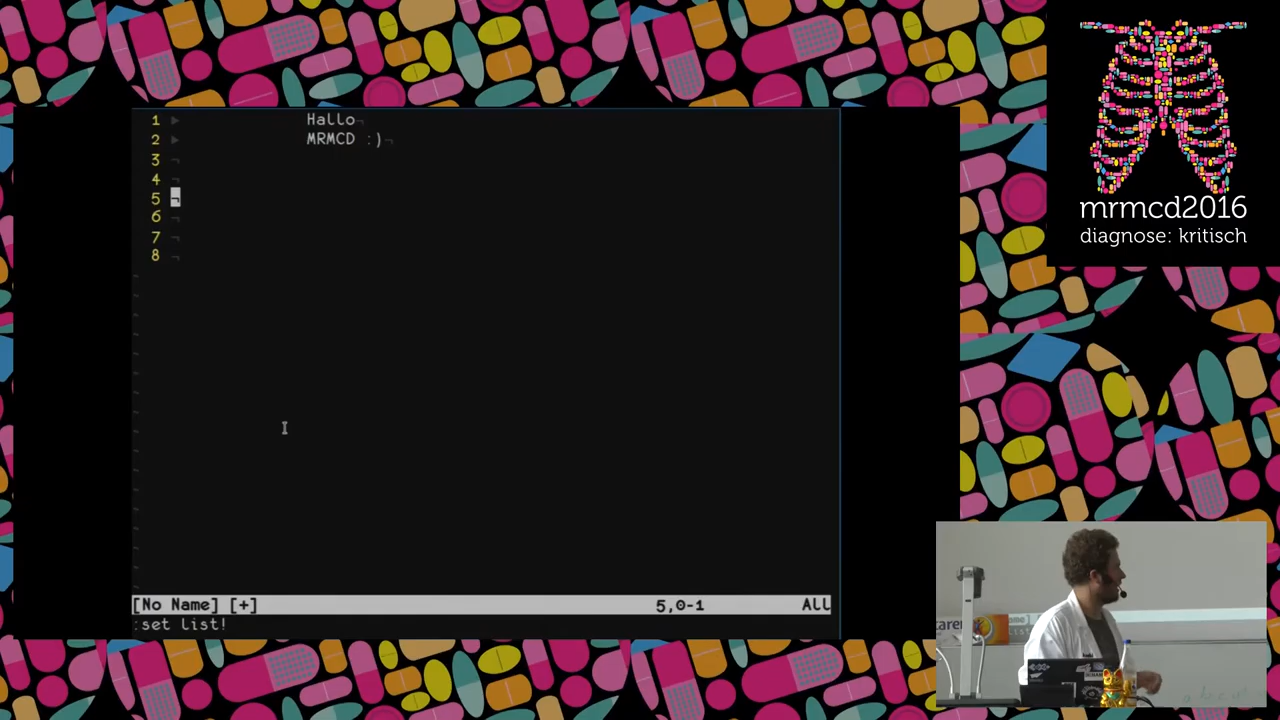 1 ▸ Hallo¬
2 ▸ MRMCD :)¬
3 ¬
4 ¬
5 ¬
6 ¬
7 ¬
8 ¬
[No Name] [+] 5,0-1 All
:set list!
mrmcd2016
diagnose: kritisch